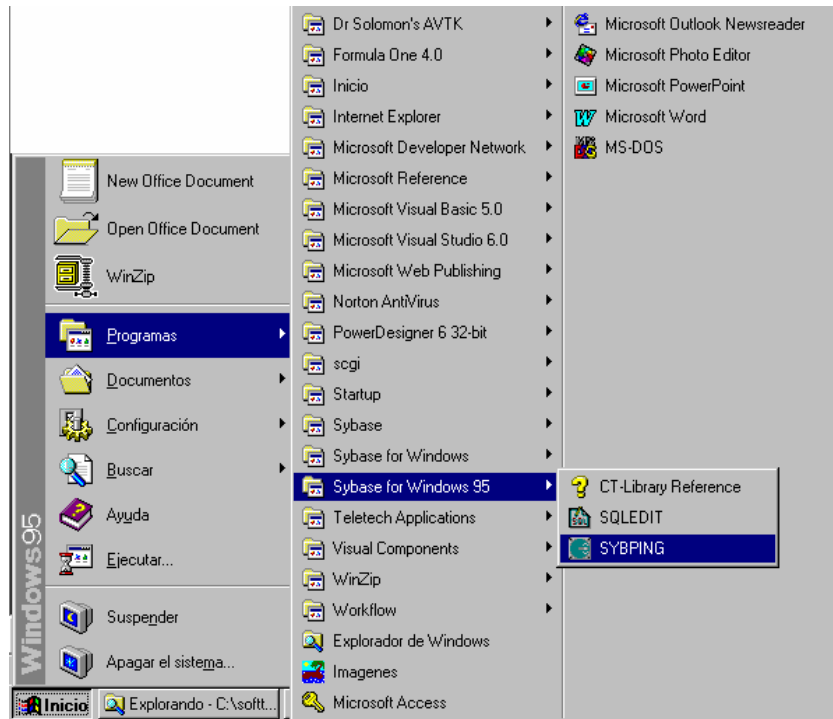 New Office Document
Open Office Document
WinZip
Programas
Documentos
Configuración
Buscar
Ayuda
Ejecutar...
Suspender
Apagar el sistema...
Windows95
Inicio
Explorando - C:\softt...
Dr Solomon's AVTK
Formula One 4.0
Inicio
Internet Explorer
Microsoft Developer Network
Microsoft Reference
Microsoft Visual Basic 5.0
Microsoft Visual Studio 6.0
Microsoft Web Publishing
Norton AntiVirus
PowerDesigner 6 32-bit
scgi
Startup
Sybase
Sybase for Windows
Sybase for Windows 95
Teletech Applications
Visual Components
WinZip
Workflow
Explorador de Windows
Imagenes
Microsoft Access
Microsoft Outlook Newsreader
Microsoft Photo Editor
Microsoft PowerPoint
Microsoft Word
MS-DOS
CT-Library Reference
SQLEDIT
SYBPING